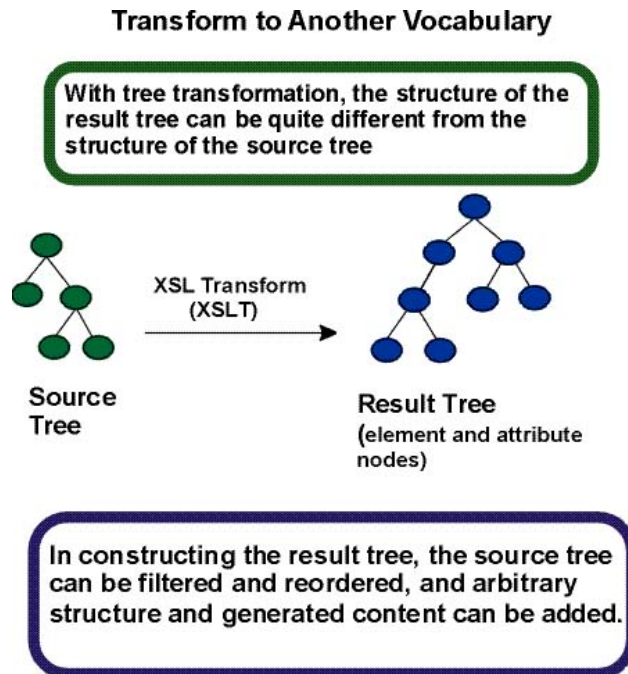 Transform to Another Vocabulary
With tree transformation, the structure of the
result tree can be quite different from the
structure of the source tree
XSL Transform
(XSLT)
Source
Tree
Result Tree
(element and attribute
nodes)
In constructing the result tree, the source tree
can be filtered and reordered, and arbitrary
structure and generated content can be added.